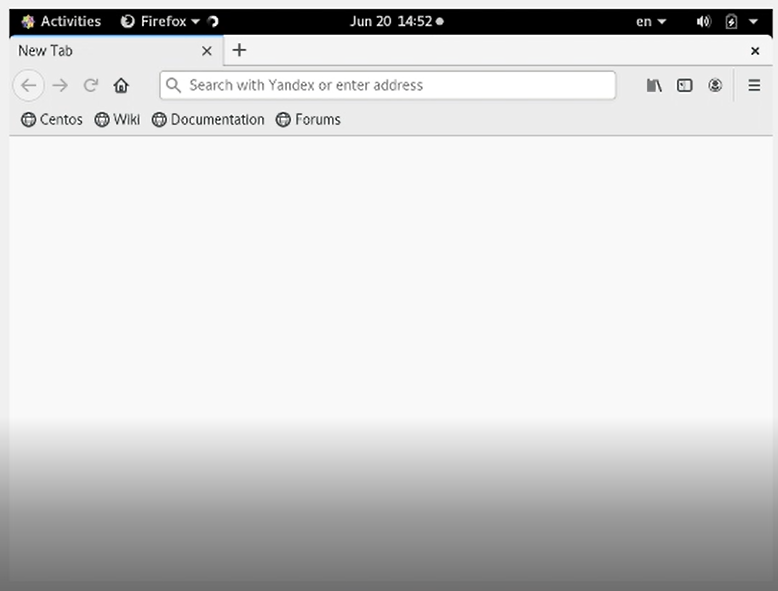 Activities Firefox Jun 20 14:52 en
New Tab
Search with Yandex or enter address
Centos Wiki Documentation Forums